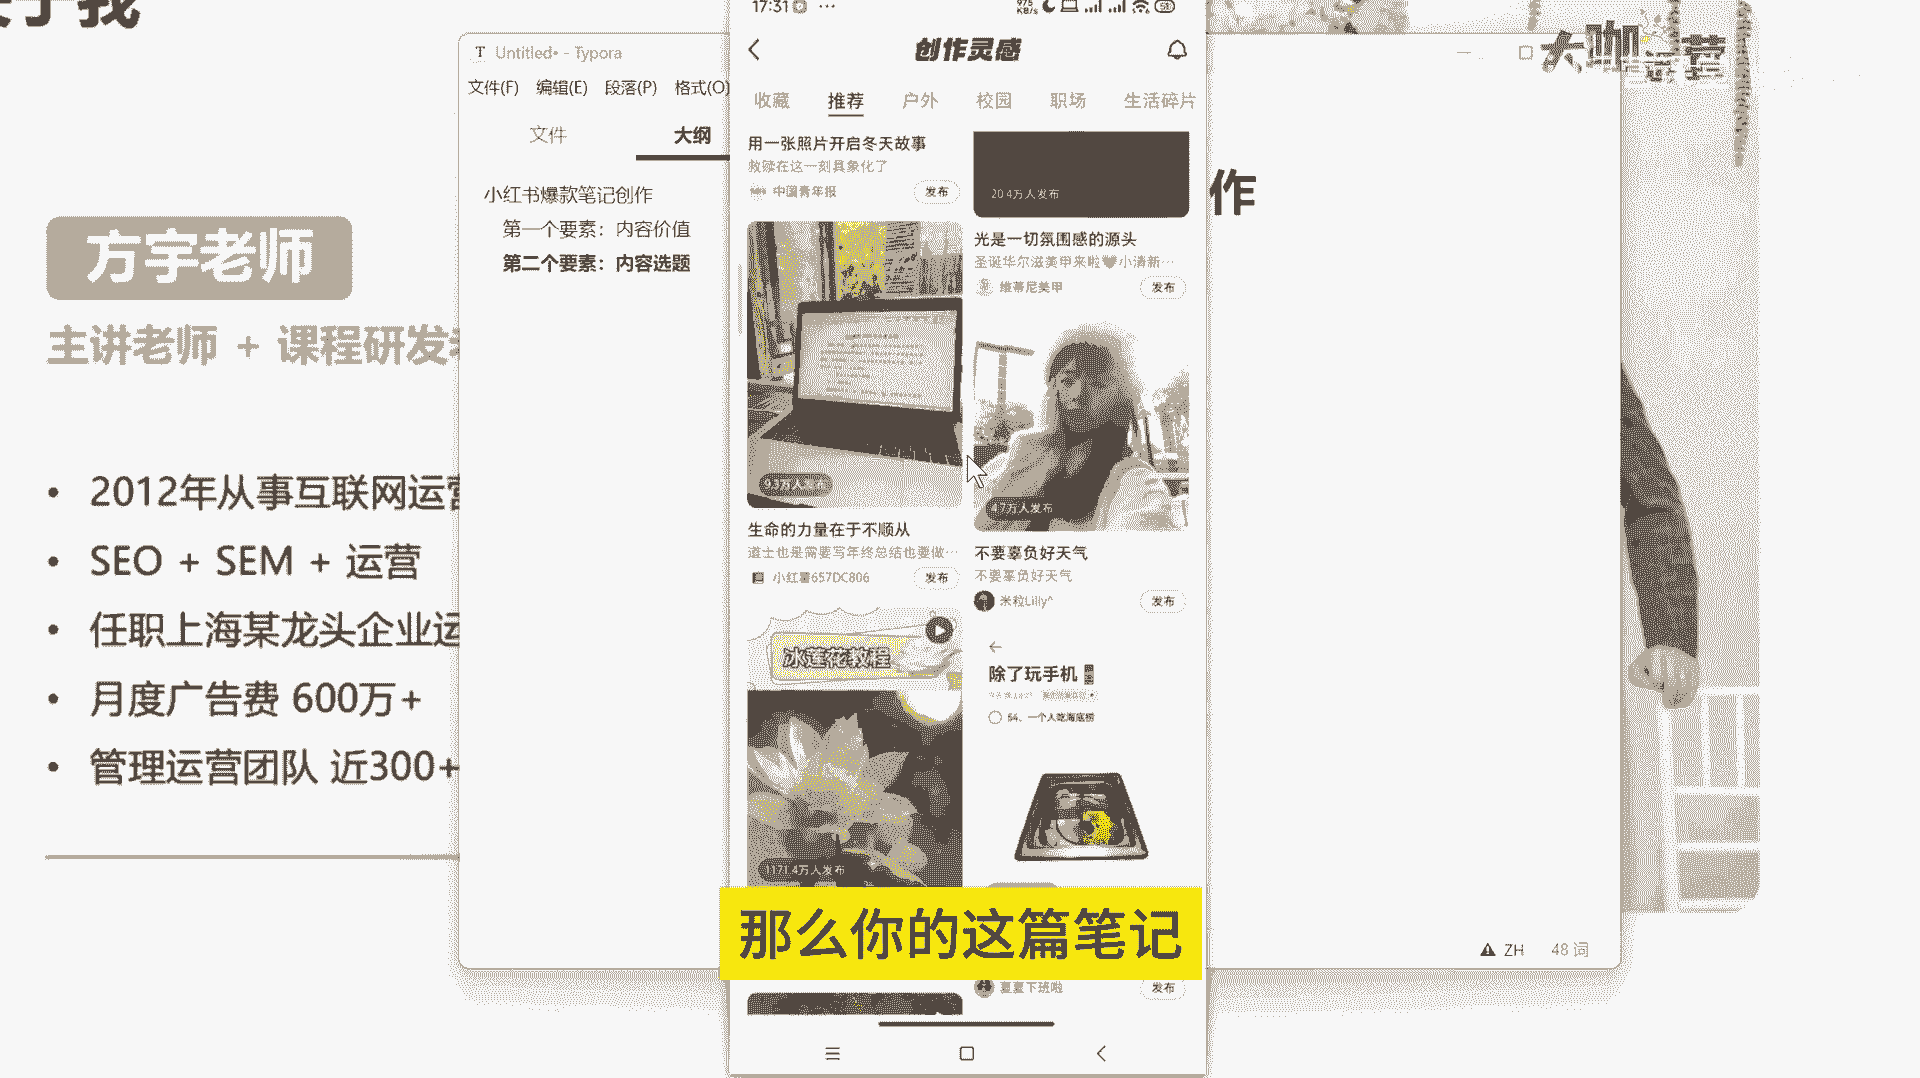 于我
方宇老师
主讲老师 + 课程研发
2012年从事互联网运营
SEO + SEM + 运营
任职上海某龙头企业运
月度广告费 600万+
管理运营团队 近300+
Untitled• - Typora
文件(F) 编辑(E) 段落(P) 格式(O)
文件 大纲
小红书爆款笔记创作
第一个要素：内容价值
第二个要素：内容选题
17:31
975 KB/s
58
创作灵感
收藏 推荐 户外 校园 职场 生活碎片
用一张照片开启冬天故事
救赎在这一刻具象化了
中国青年报 发布
9.3万人发布
生命的力量在于不顺从
道士也是需要写年终总结也要做…
小红薯657DC806 发布
冰莲花教程
1171.4万人发布
20.4万人发布
光是一切氛围感的源头
圣诞华尔滋美甲来啦🖤小清新…
维蒂尼美甲 发布
4.7万人发布
不要辜负好天气
不要辜负好天气
米粒Lilly^ 发布
除了玩手机
54、一个人吃海底捞
夏夏下班啦 发布
那么你的这篇笔记
作
大咖运营
ZH 48 词